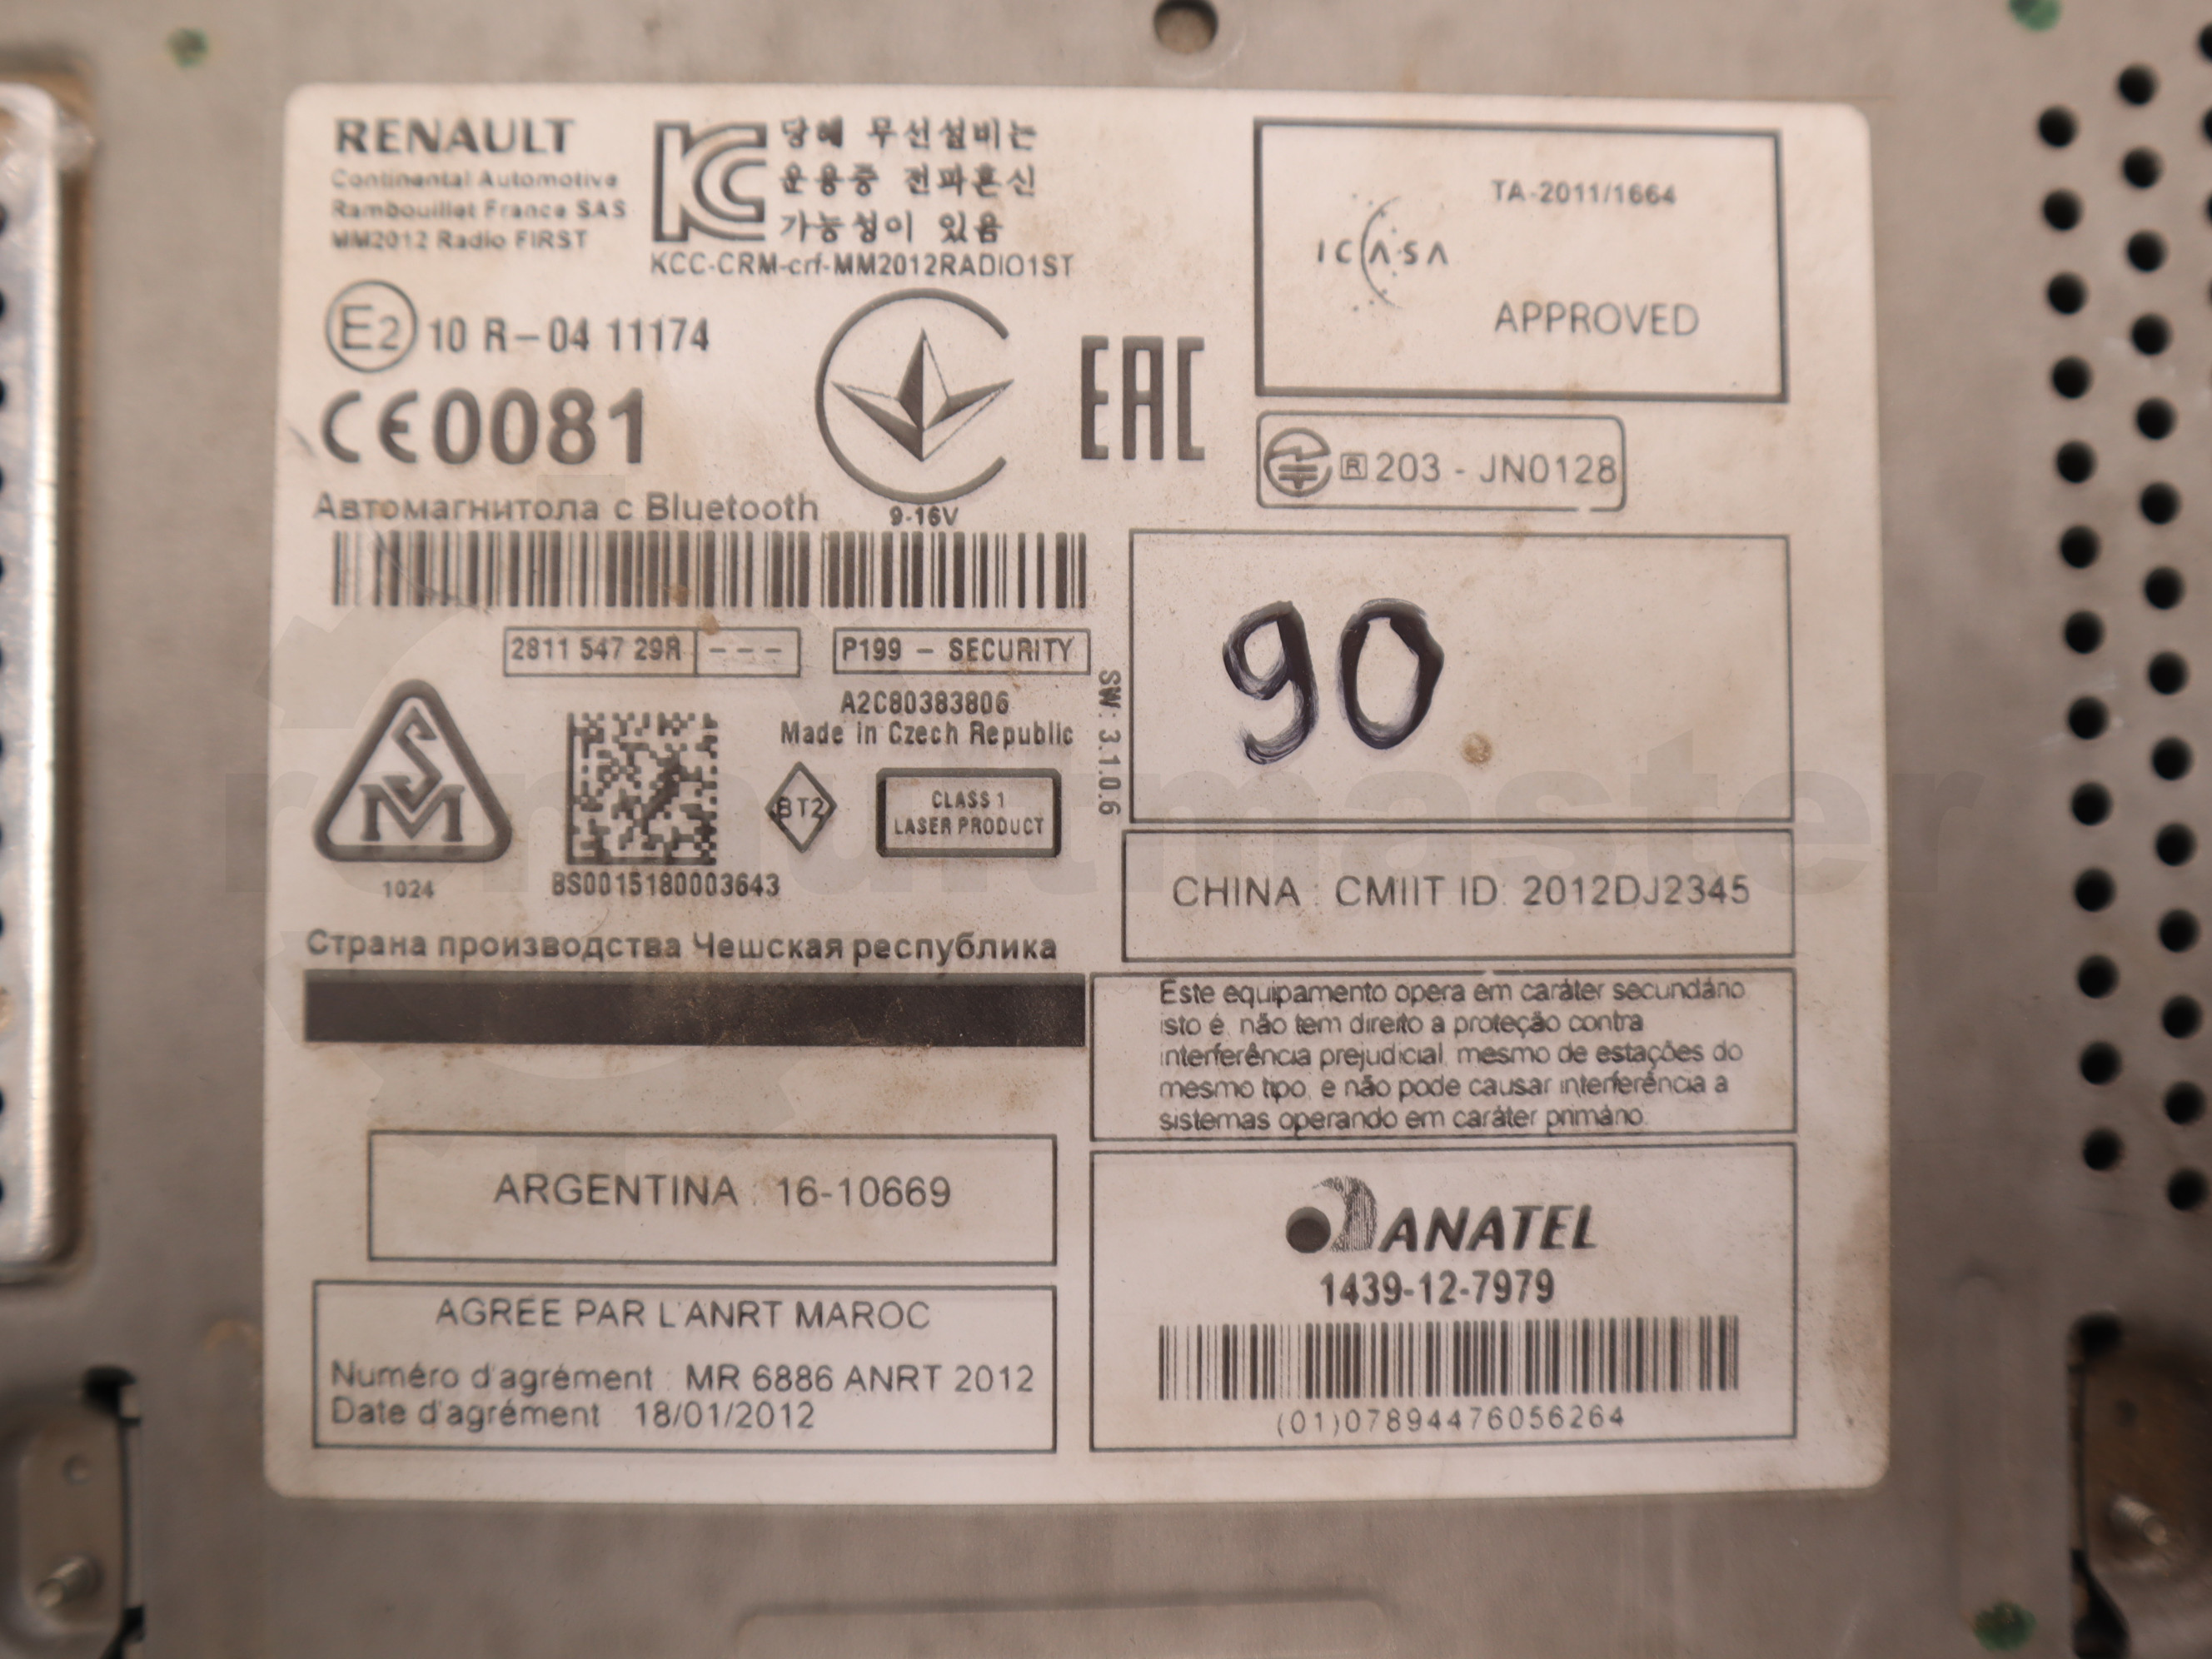 RENAULT
Continental Automotive
Rambouillet France SAS
MM2012 Radio FIRST
당해 무선설비는
운용중 전파혼신
가능성이 있음
KCC-CRM-crf-MM2012RADIO1ST
E2 10 R-04 11174
CE0081
EAC
Автомагнитола с Bluetooth
9-16V
2811 547 29R ---
P199 - SECURITY
A2C80383806
Made in Czech Republic
SW: 3.1.0.6
SM
1024
BS0015180003643
BT2
CLASS 1
LASER PRODUCT
Страна производства Чешская республика
ARGENTINA : 16-10669
AGREE PAR L'ANRT MAROC
Numéro d'agrément : MR 6886 ANRT 2012
Date d'agrément : 18/01/2012
TA-2011/1664
ICASA
APPROVED
R 203 - JN0128
90
CHINA : CMIIT ID: 2012DJ2345
Este equipamento opera em caráter secundário
isto é, não tem direito a proteção contra
interferência prejudicial, mesmo de estações do
mesmo tipo, e não pode causar interferência a
sistemas operando em caráter primário.
ANATEL
1439-12-7979
(01)07894476056264
renaultmaster